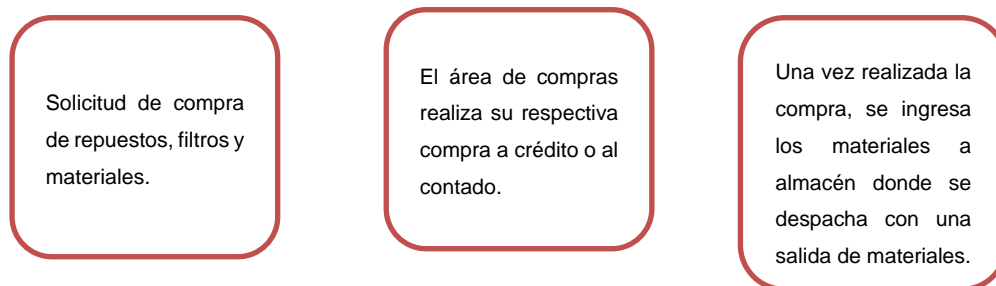 Solicitud de compra
de repuestos, filtros y
materiales.
El área de compras
realiza su respectiva
compra a crédito o al
contado.
Una vez realizada la
compra, se ingresa
los materiales a
almacén donde se
despacha con una
salida de materiales.